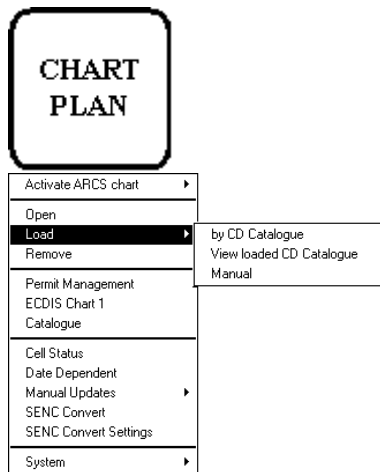 CHART
PLAN
Activate ARCS chart
Open
Load
Remove
Permit Management
ECDIS Chart 1
Catalogue
Cell Status
Date Dependent
Manual Updates
SENC Convert
SENC Convert Settings
System
by CD Catalogue
View loaded CD Catalogue
Manual